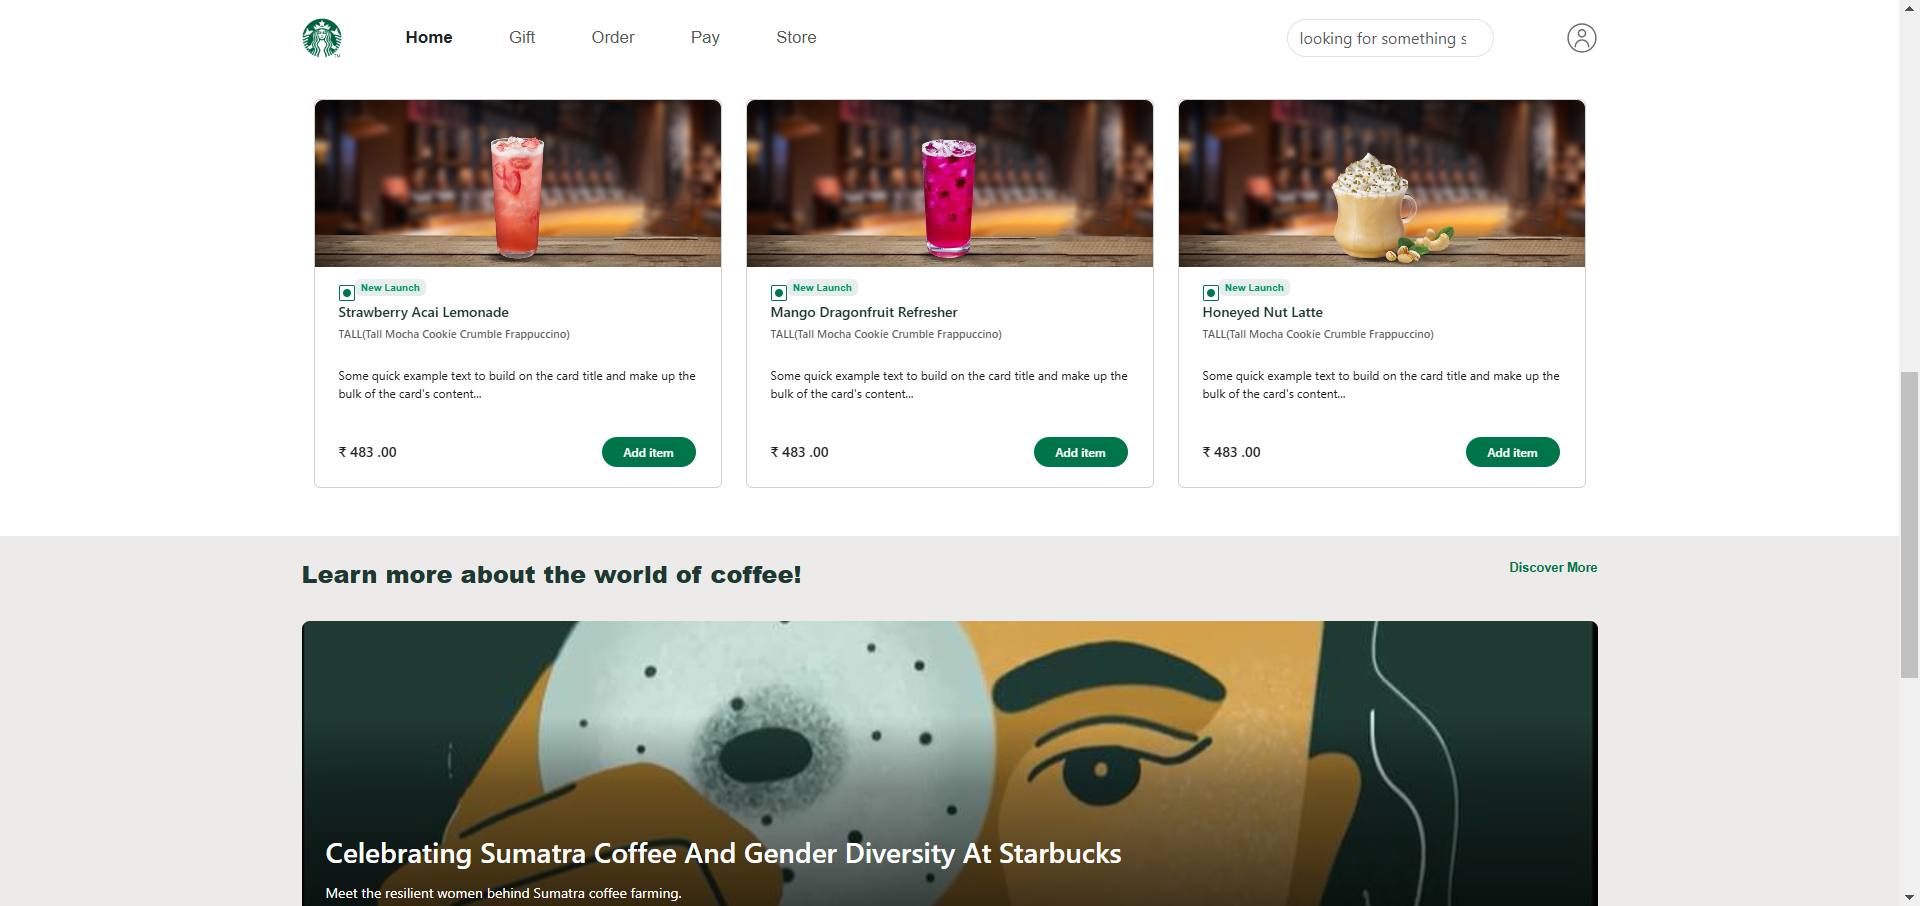 Home Gift Order Pay Store looking for something s
New Launch
Strawberry Acai Lemonade
TALL(Tall Mocha Cookie Crumble Frappuccino)
Some quick example text to build on the card title and make up the
bulk of the card's content...
₹ 483 .00 Add item
New Launch
Mango Dragonfruit Refresher
TALL(Tall Mocha Cookie Crumble Frappuccino)
Some quick example text to build on the card title and make up the
bulk of the card's content...
₹ 483 .00 Add item
New Launch
Honeyed Nut Latte
TALL(Tall Mocha Cookie Crumble Frappuccino)
Some quick example text to build on the card title and make up the
bulk of the card's content...
₹ 483 .00 Add item
Learn more about the world of coffee! Discover More
Celebrating Sumatra Coffee And Gender Diversity At Starbucks
Meet the resilient women behind Sumatra coffee farming.